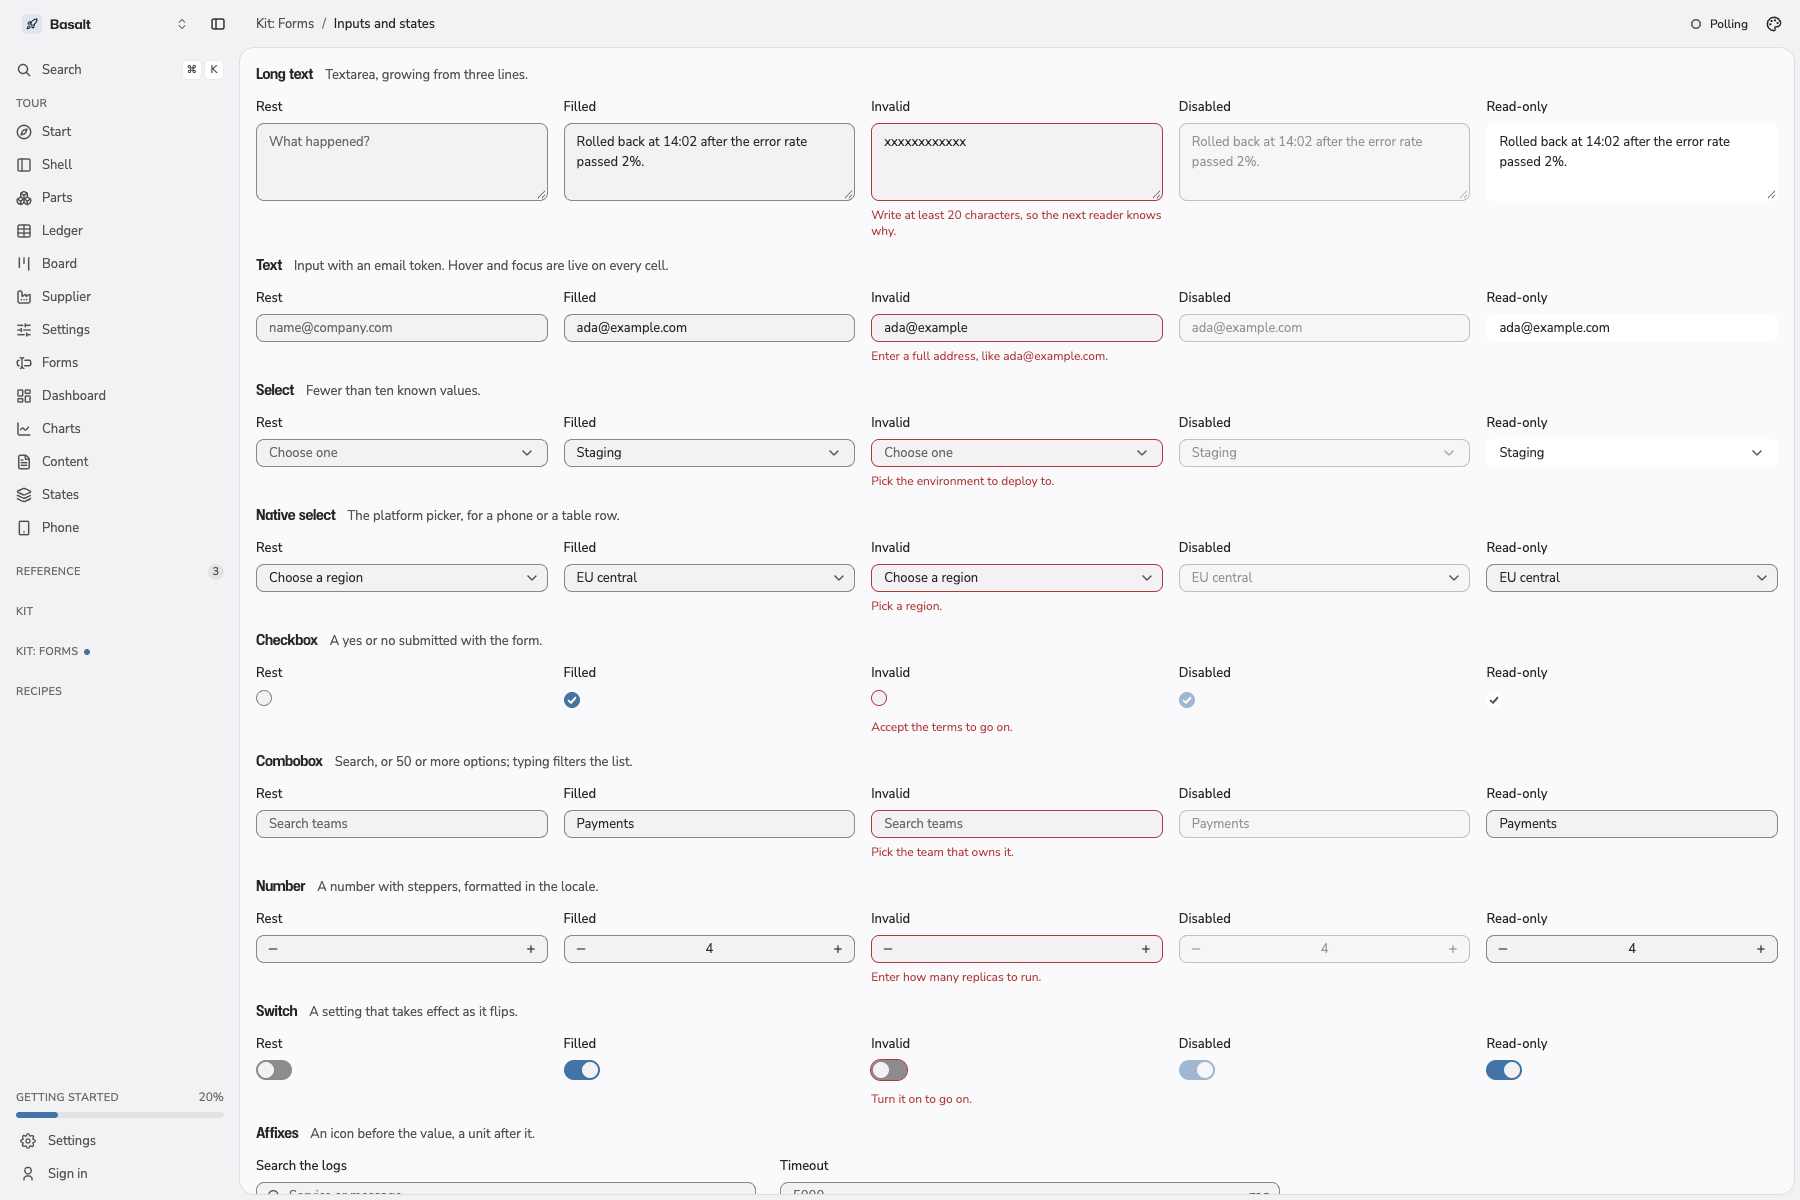 Basalt
Kit: Forms / Inputs and states
Polling
Search ⌘ K
TOUR
Start
Shell
Parts
Ledger
Board
Supplier
Settings
Forms
Dashboard
Charts
Content
States
Phone
REFERENCE 3
KIT
KIT: FORMS
RECIPES
GETTING STARTED 20%
Settings
Sign in
Long text Textarea, growing from three lines.
Rest Filled Invalid Disabled Read-only
What happened?
Rolled back at 14:02 after the error rate
passed 2%.
xxxxxxxxxxxx
Write at least 20 characters, so the next reader knows
why.
Rolled back at 14:02 after the error rate
passed 2%.
Rolled back at 14:02 after the error rate
passed 2%.
Text Input with an email token. Hover and focus are live on every cell.
Rest Filled Invalid Disabled Read-only
name@company.com ada@example.com ada@example ada@example.com ada@example.com
Enter a full address, like ada@example.com.
Select Fewer than ten known values.
Rest Filled Invalid Disabled Read-only
Choose one Staging Choose one Staging Staging
Pick the environment to deploy to.
Native select The platform picker, for a phone or a table row.
Rest Filled Invalid Disabled Read-only
Choose a region EU central Choose a region EU central EU central
Pick a region.
Checkbox A yes or no submitted with the form.
Rest Filled Invalid Disabled Read-only
Accept the terms to go on.
Combobox Search, or 50 or more options; typing filters the list.
Rest Filled Invalid Disabled Read-only
Search teams Payments Search teams Payments Payments
Pick the team that owns it.
Number A number with steppers, formatted in the locale.
Rest Filled Invalid Disabled Read-only
− + − 4 + − + − 4 + − 4 +
Enter how many replicas to run.
Switch A setting that takes effect as it flips.
Rest Filled Invalid Disabled Read-only
Turn it on to go on.
Affixes An icon before the value, a unit after it.
Search the logs Timeout
Service or message 5000 ms